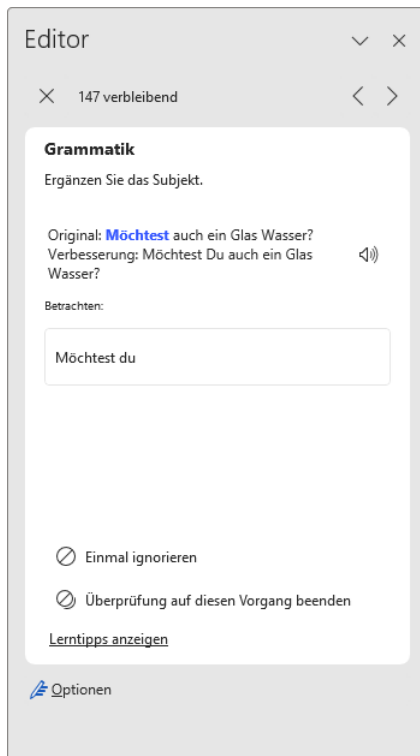 Editor
147 verbleibend
Grammatik
Ergänzen Sie das Subjekt.
Original: Möchtest auch ein Glas Wasser?
Verbesserung: Möchtest Du auch ein Glas
Wasser?
Betrachten:
Möchtest du
Einmal ignorieren
Überprüfung auf diesen Vorgang beenden
Lerntipps anzeigen
Optionen